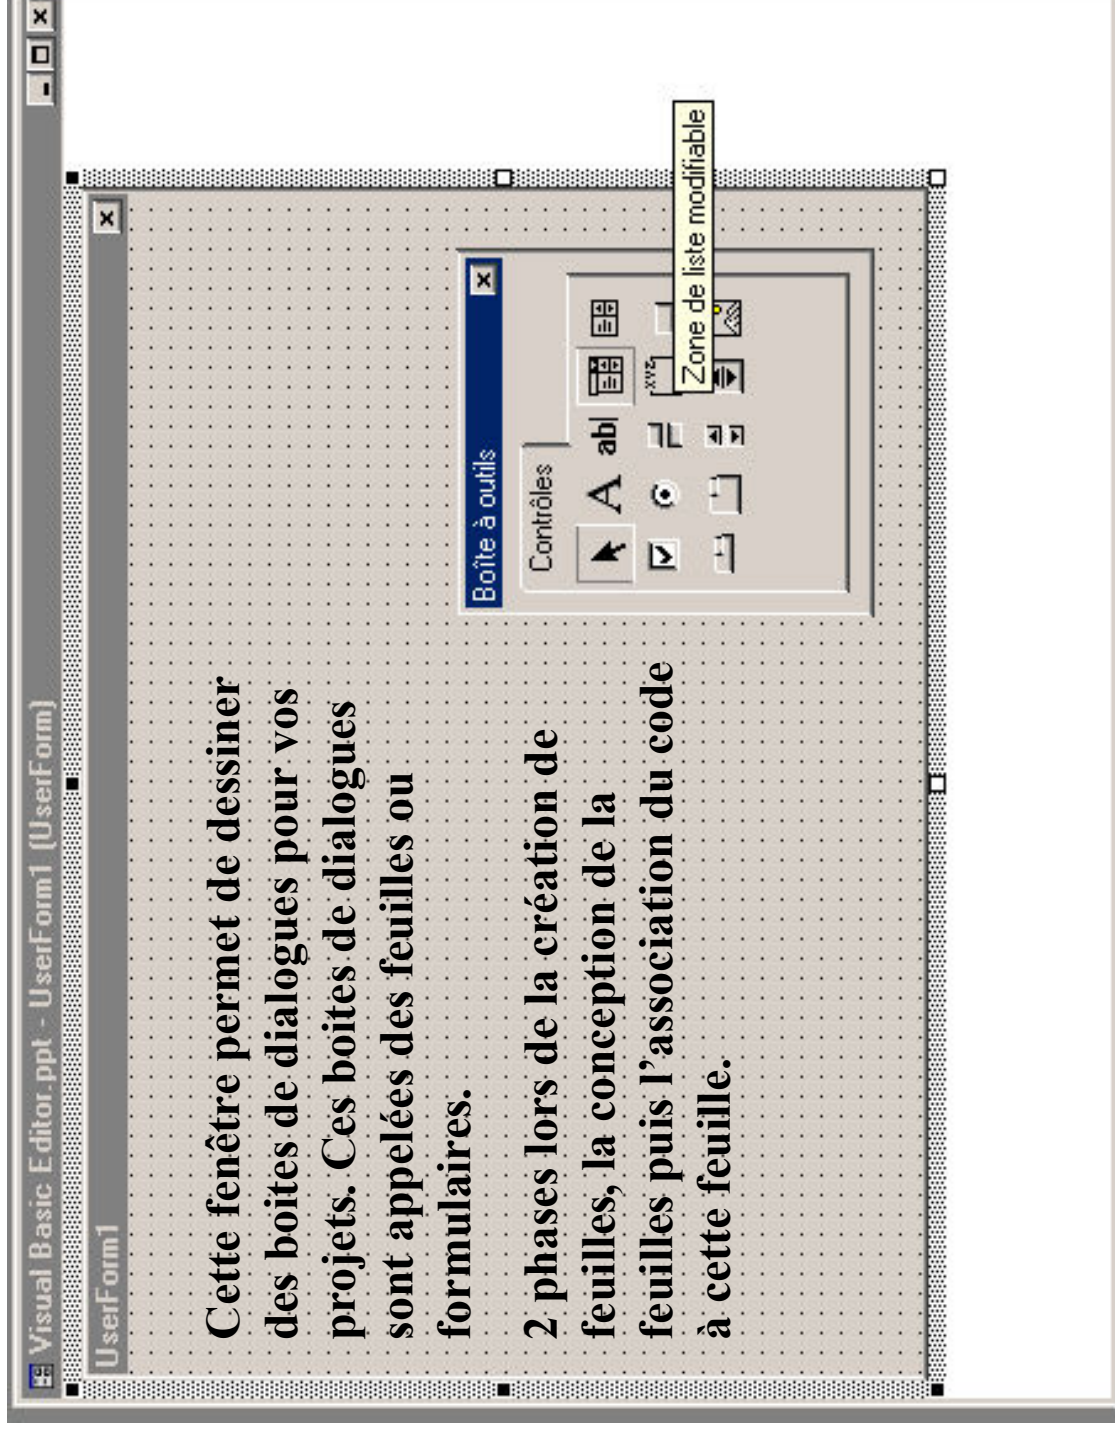 Visual Basic Editor.ppt - UserForm1 (UserForm)
UserForm1
Cette fenêtre permet de dessiner
des boites de dialogues pour vos
projets. Ces boites de dialogues
sont appelées des feuilles ou
formulaires.
2 phases lors de la création de
feuilles, la conception de la
feuilles puis l’association du code
à cette feuille.
Boîte à outils
Contrôles
A ab|
xyz
Zone de liste modifiable